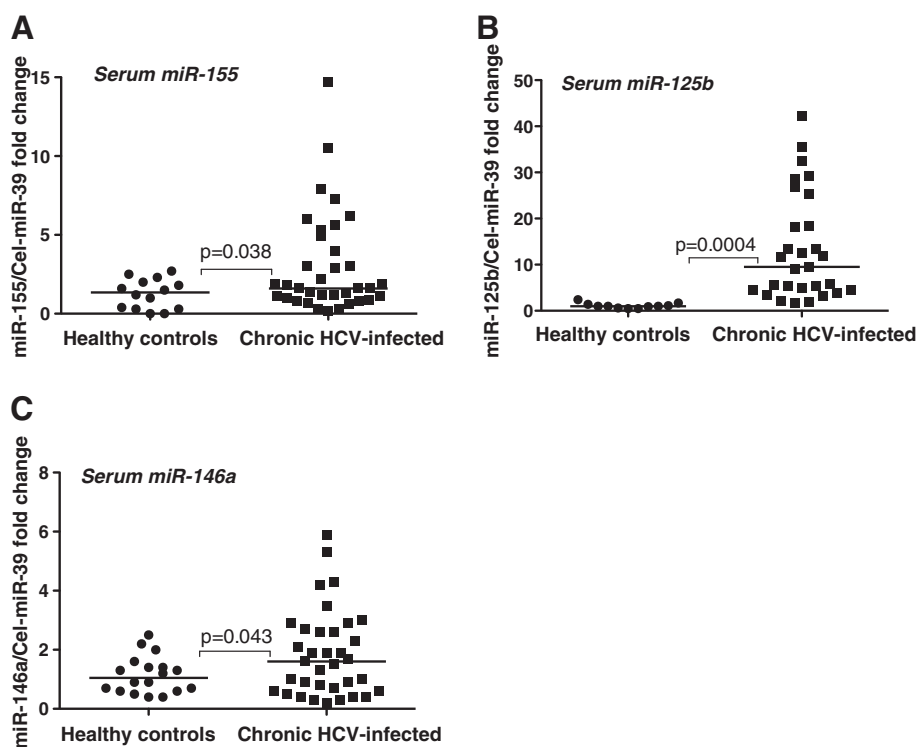 A
Serum miR-155
miR-155/Cel-miR-39 fold change
15
10
5
0
p=0.038
Healthy controls
Chronic HCV-infected
B
Serum miR-125b
miR-125b/Cel-miR-39 fold change
50
40
30
20
10
0
p=0.0004
Healthy controls
Chronic HCV-infected
C
Serum miR-146a
miR-146a/Cel-miR-39 fold change
8
6
4
2
0
p=0.043
Healthy controls
Chronic HCV-infected